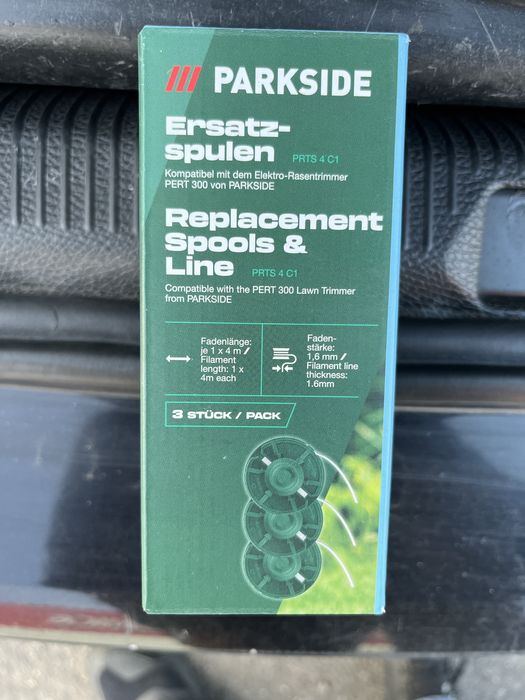 PARKSIDE
Ersatz-
spulen PRTS 4 C1
Kompatibel mit dem Elektro-Rasentrimmer
PERT 300 von PARKSIDE
Replacement
Spools &
Line PRTS 4 C1
Compatible with the PERT 300 Lawn Trimmer
from PARKSIDE
Fadenlänge:
je 1 x 4 m /
Filament
length: 1 x
4m each
Faden-
stärke:
1,6 mm /
Filament line
thickness:
1.6mm
3 STÜCK / PACK